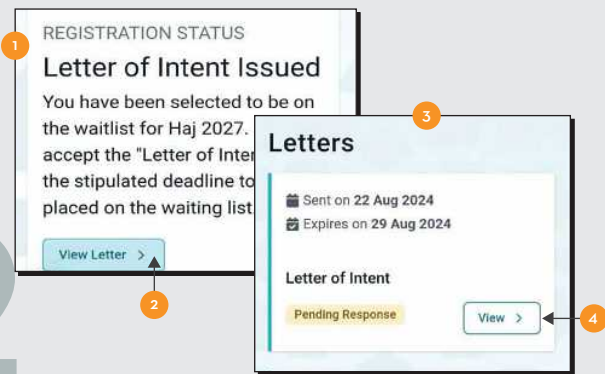 1
REGISTRATION STATUS
Letter of Intent Issued
You have been selected to be on
the waitlist for Haj 2027.
accept the "Letter of
the stipulated deadline to
placed on the waiting list
View Letter >
2
3
Letters
Sent on 22 Aug 2024
Expires on 29 Aug 2024
Letter of Intent
Pending Response
View >
4